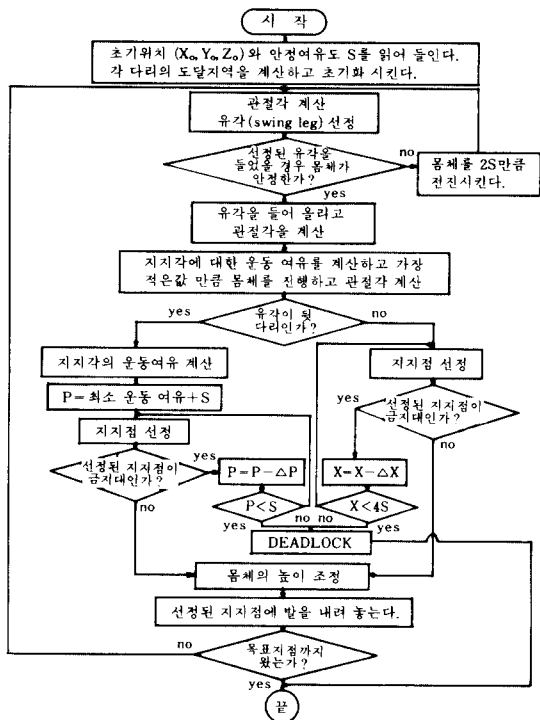 시 작
초기위치 (X₀, Y₀, Z₀)와 안정여유도 S를 읽어 들인다.
각 다리의 도달지역을 계산하고 초기화 시킨다.
관절각 계산
유각(swing leg) 선정
선정된 유각을
들었을 경우 몸체가
안정한가?
no
몸체를 2S만큼
전진시킨다.
yes
유각을 들어 올리고
관절각을 계산
지지각에 대한 운동 여유를 계산하고 가장
적은값 만큼 몸체를 진행하고 관절각 계산
yes
유각이 뒷
다리인가?
no
지지각의 운동여유 계산
P=최소 운동 여유+S
지지점 선정
선정된 지지점이
금지대인가?
yes
no
P=P-△P
P<S
yes
no
지지점 선정
선정된 지지점이
금지대인가?
yes
no
X=X-△X
X<4S
no
yes
DEADLOCK
몸체의 높이 조정
선정된 지지점에 발을 내려 놓는다.
no
목표지점까지
왔는가?
yes
끝